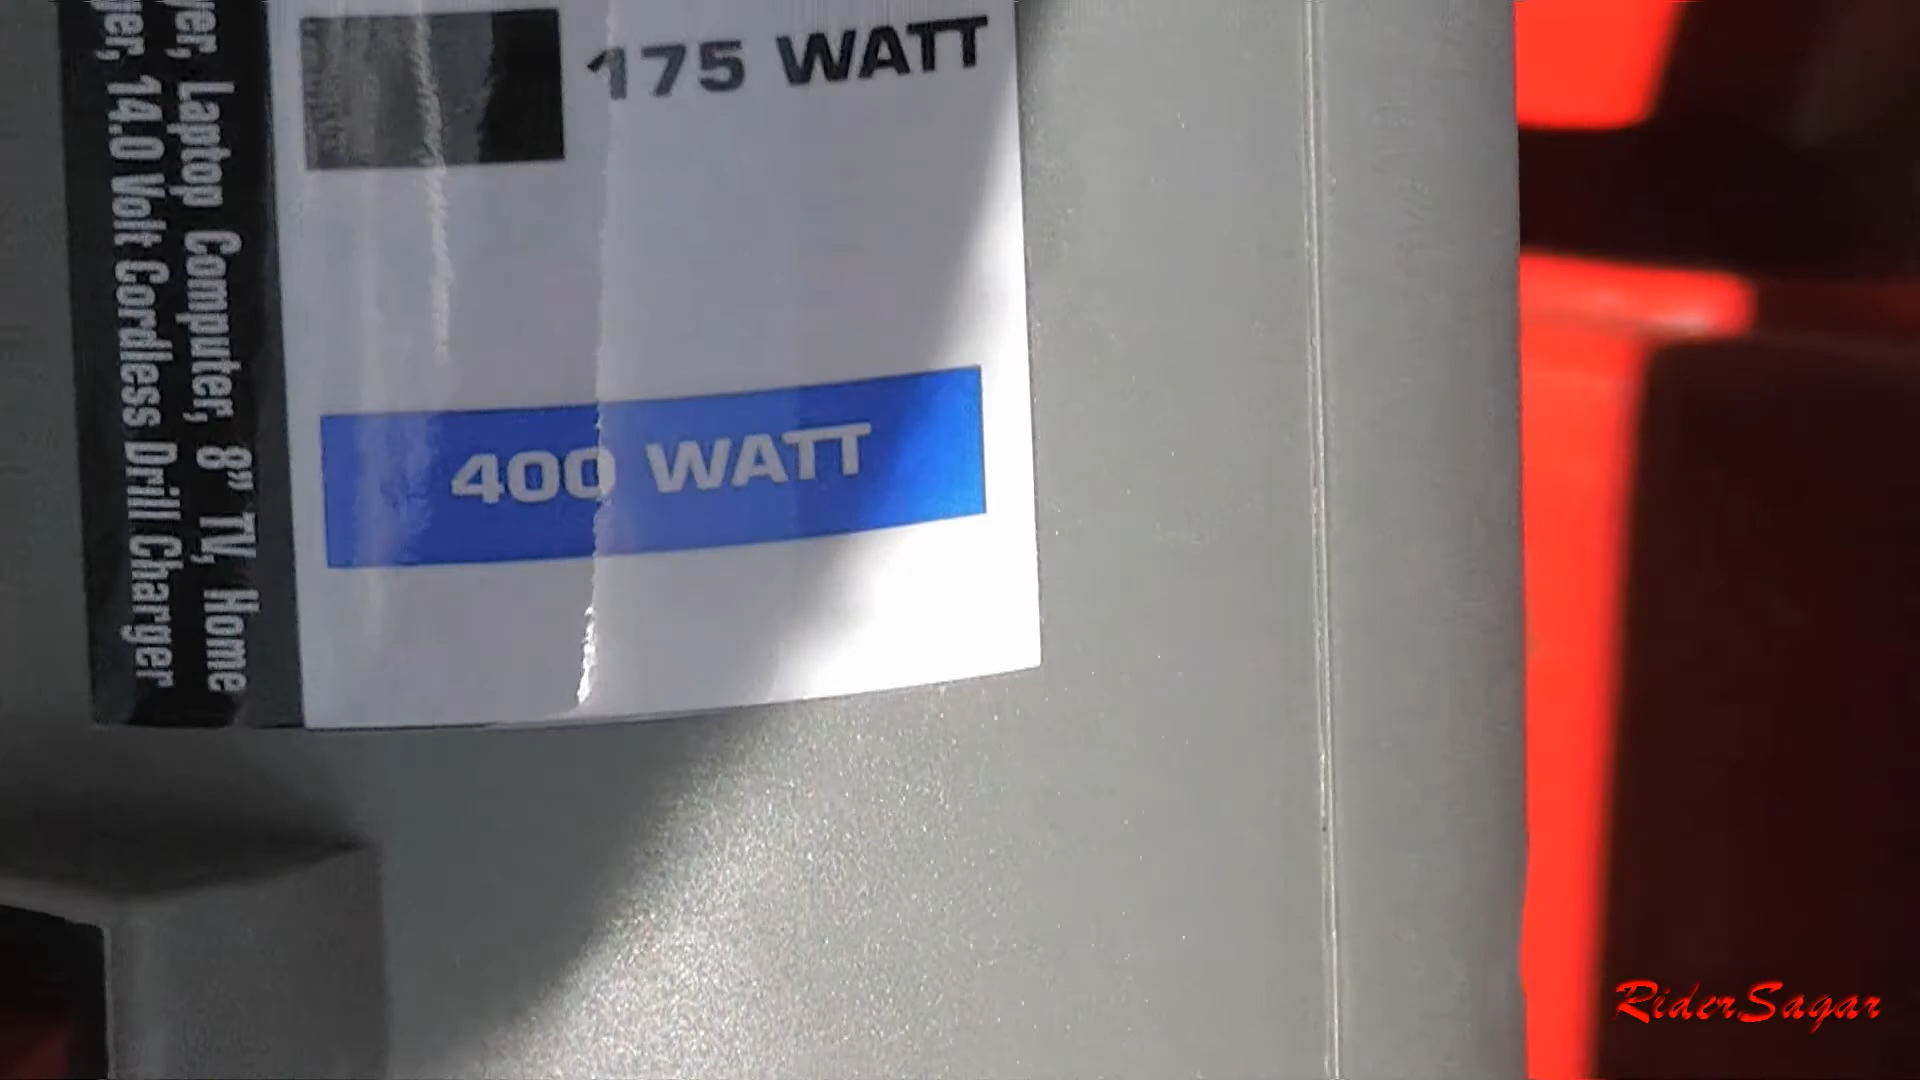 175 WATT
400 WATT
Laptop Computer, 8" TV, Home
14.0 Volt Cordless Drill Charger
RiderSagar